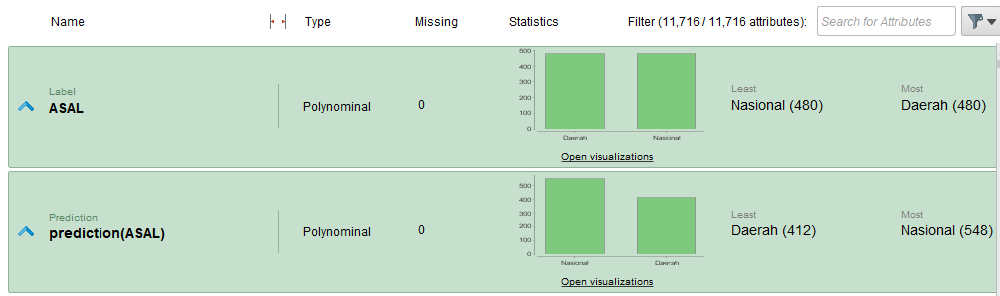 Name Type Missing Statistics Filter (11,716 / 11,716 attributes): Search for Attributes
Label
ASAL
Polynominal
0
500
400
300
200
100
0
Daerah Nasional
Open visualizations
Least
Nasional (480)
Most
Daerah (480)
Prediction
prediction(ASAL)
Polynominal
0
500
400
300
200
100
0
Nasional Daerah
Open visualizations
Least
Daerah (412)
Most
Nasional (548)